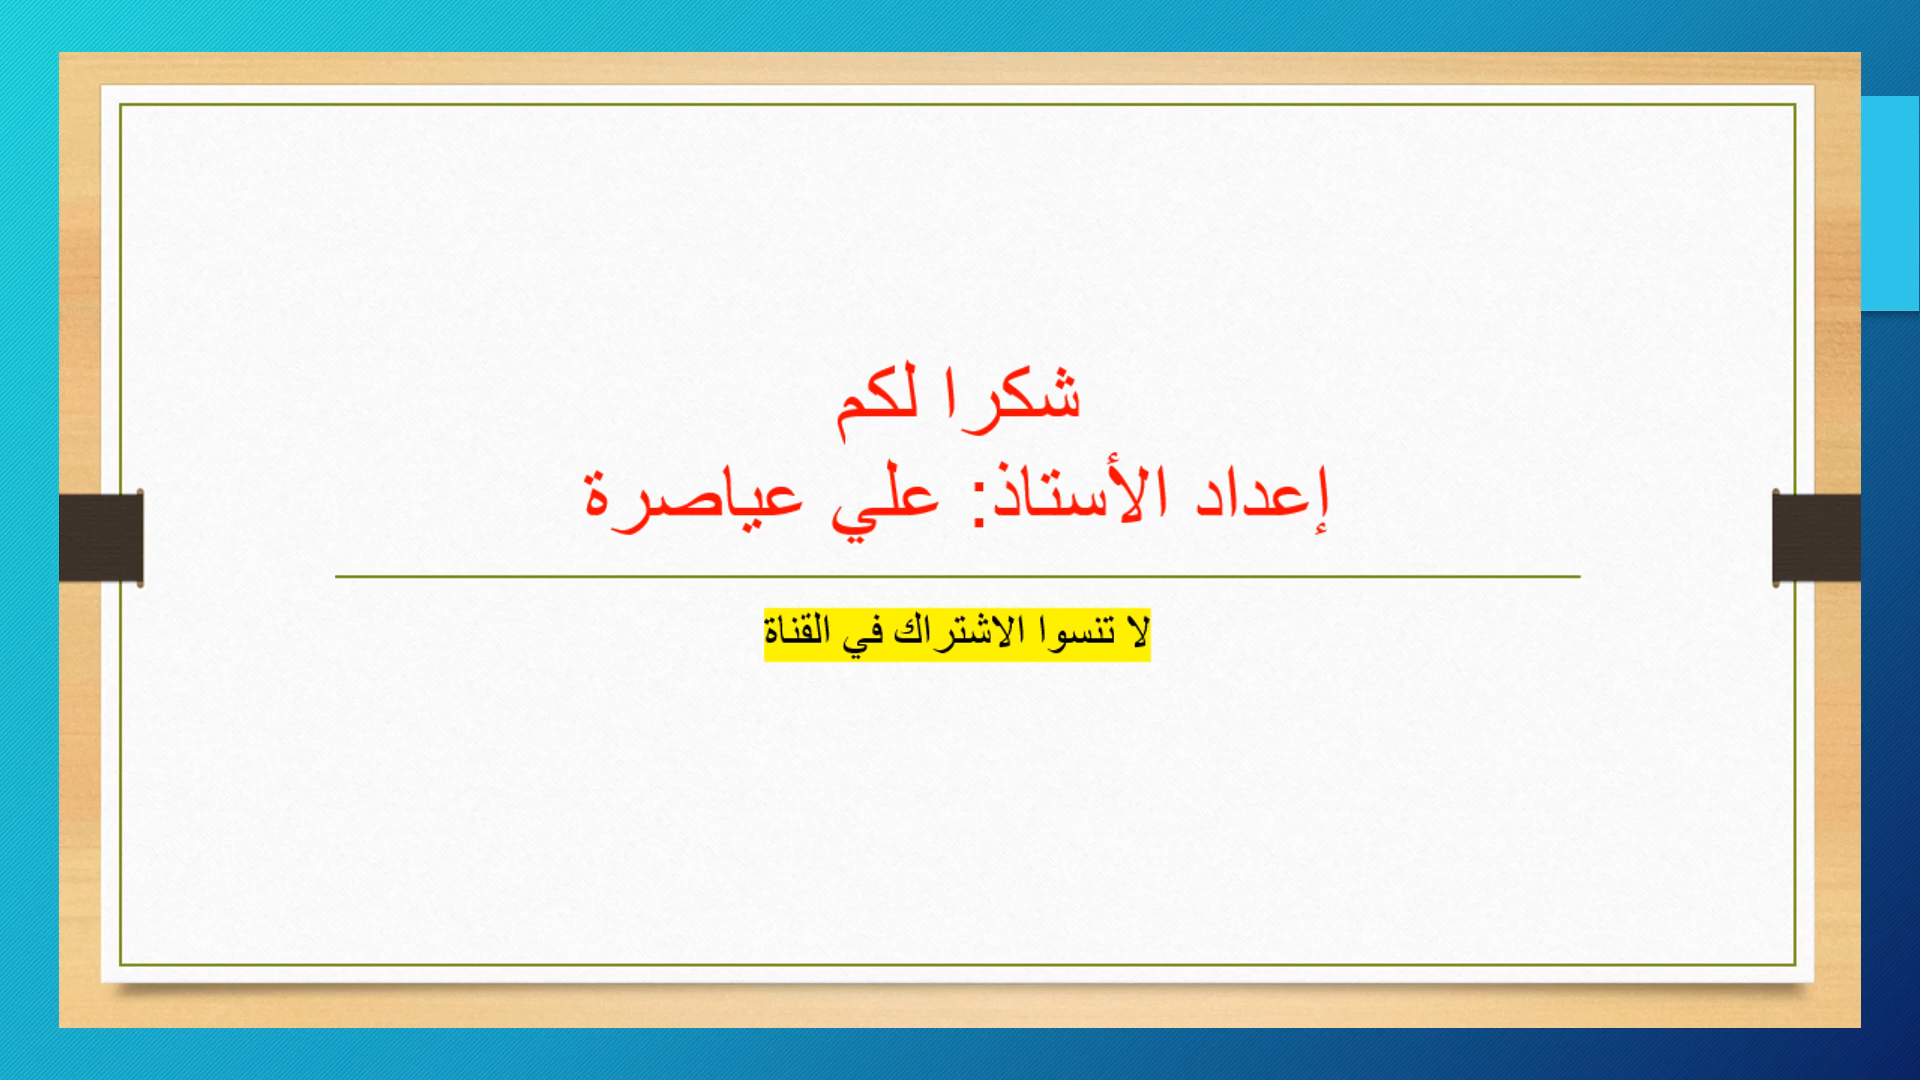 شكرا لكم
إعداد الأستاذ: علي عياصرة
لا تنسوا الاشتراك في القناة